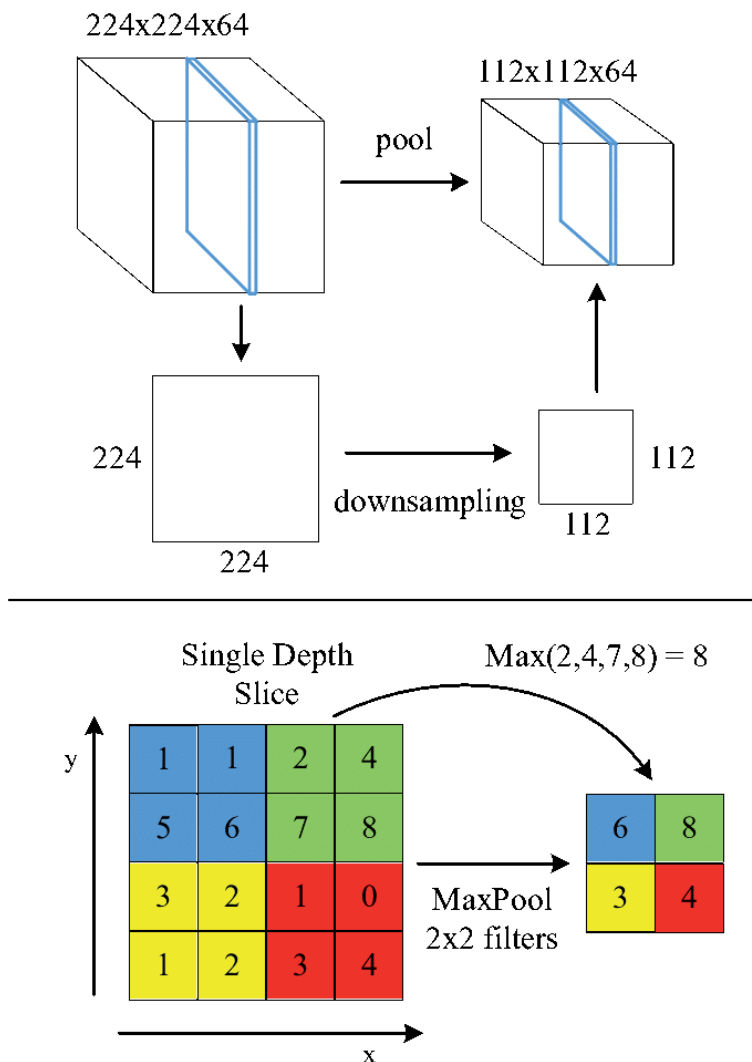 224x224x64
112x112x64
pool
224
112
downsampling
224
112
Single Depth
Slice
Max(2,4,7,8) = 8
y
1 1 2 4
5 6 7 8
3 2 1 0
1 2 3 4
6 8
3 4
MaxPool
2x2 filters
x